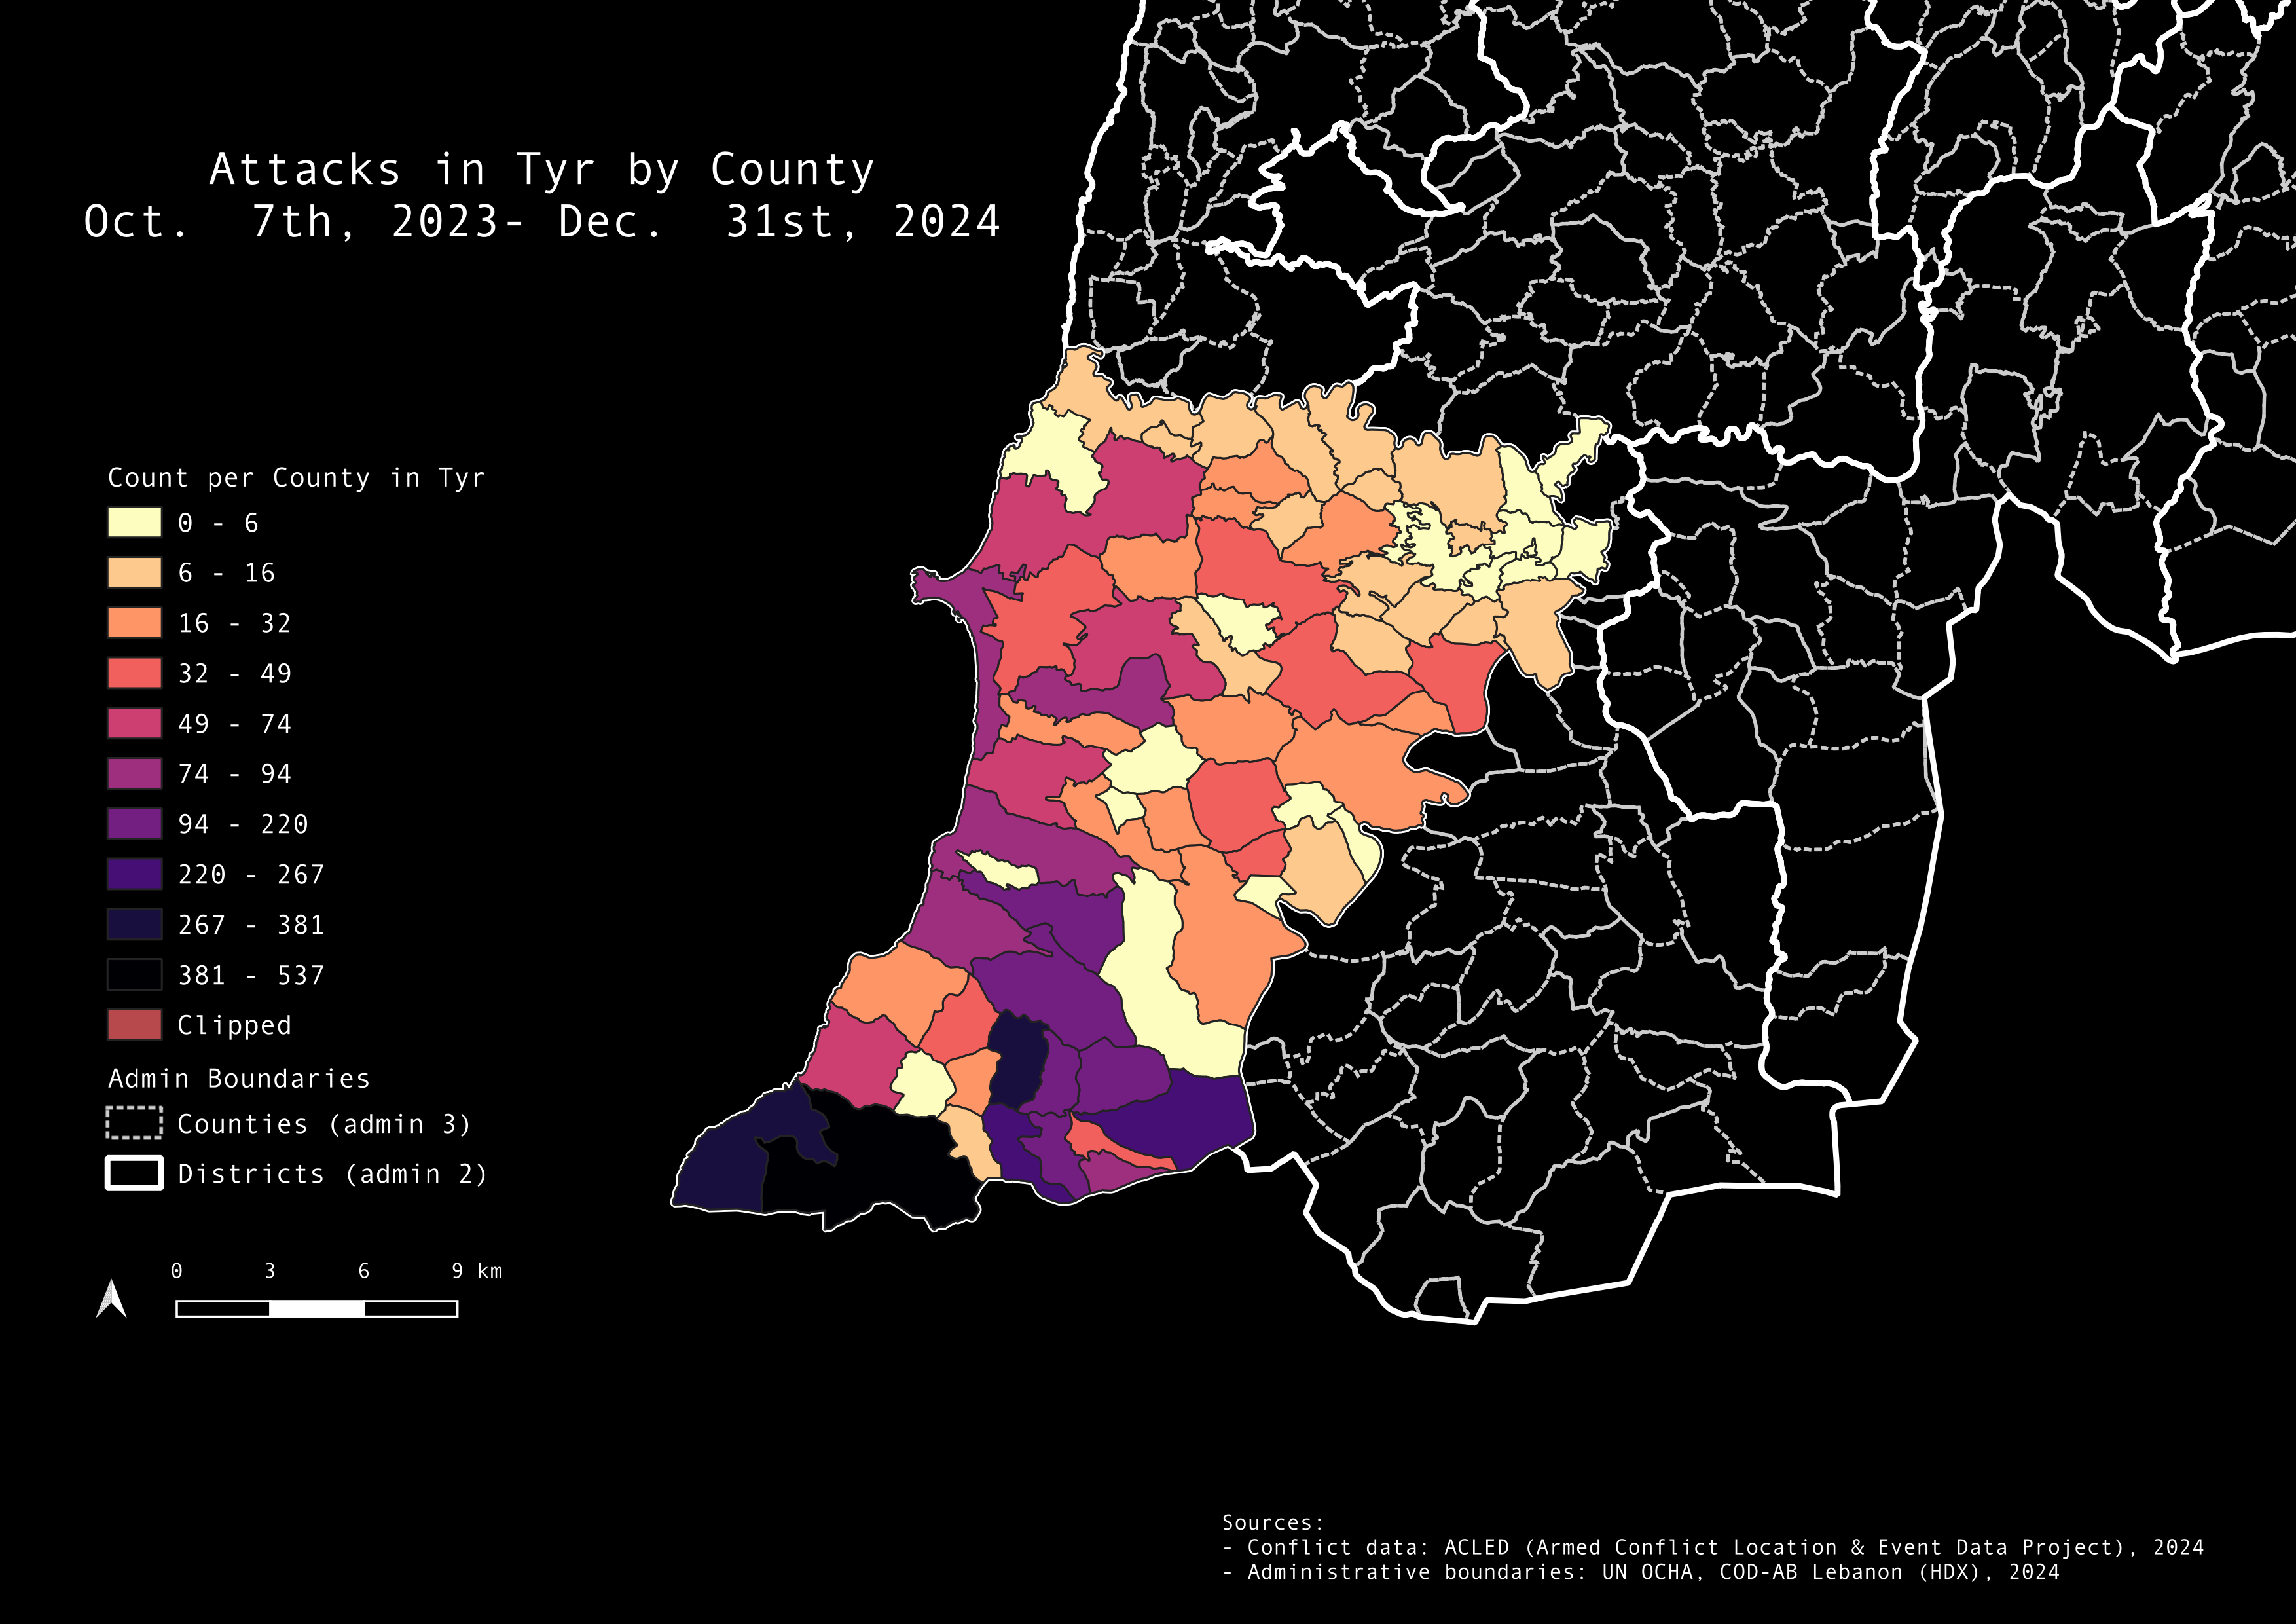 Attacks in Tyr by County
Oct. 7th, 2023- Dec. 31st, 2024
Count per County in Tyr
0 - 6
6 - 16
16 - 32
32 - 49
49 - 74
74 - 94
94 - 220
220 - 267
267 - 381
381 - 537
Clipped
Admin Boundaries
Counties (admin 3)
Districts (admin 2)
0 3 6 9 km
Sources:
- Conflict data: ACLED (Armed Conflict Location & Event Data Project), 2024
- Administrative boundaries: UN OCHA, COD-AB Lebanon (HDX), 2024